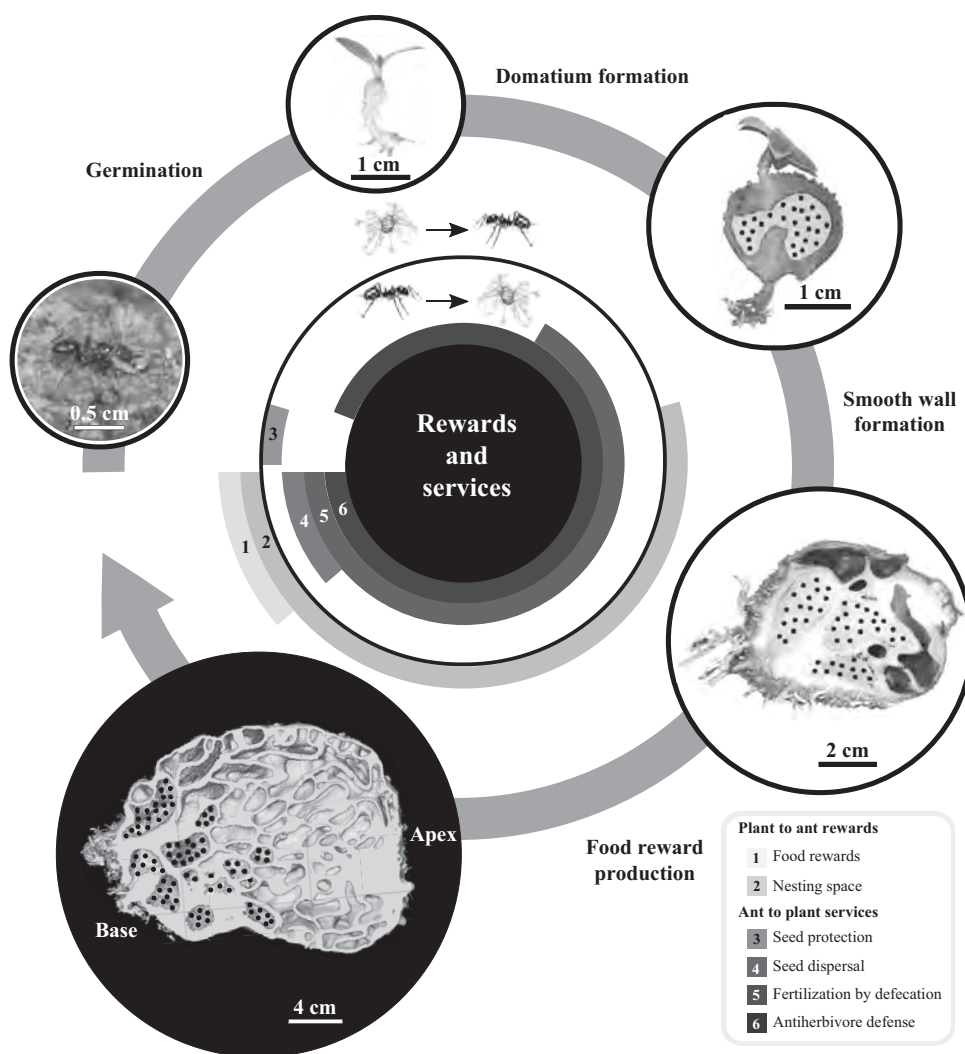 Domatium formation
Germination
1 cm
1 cm
0.5 cm
Smooth wall
formation
Rewards
and
services
3
4
5
6
1
2
2 cm
Apex
Base
4 cm
Food reward
production
Plant to ant rewards
1 Food rewards
2 Nesting space
Ant to plant services
3 Seed protection
4 Seed dispersal
5 Fertilization by defecation
6 Antiherbivore defense